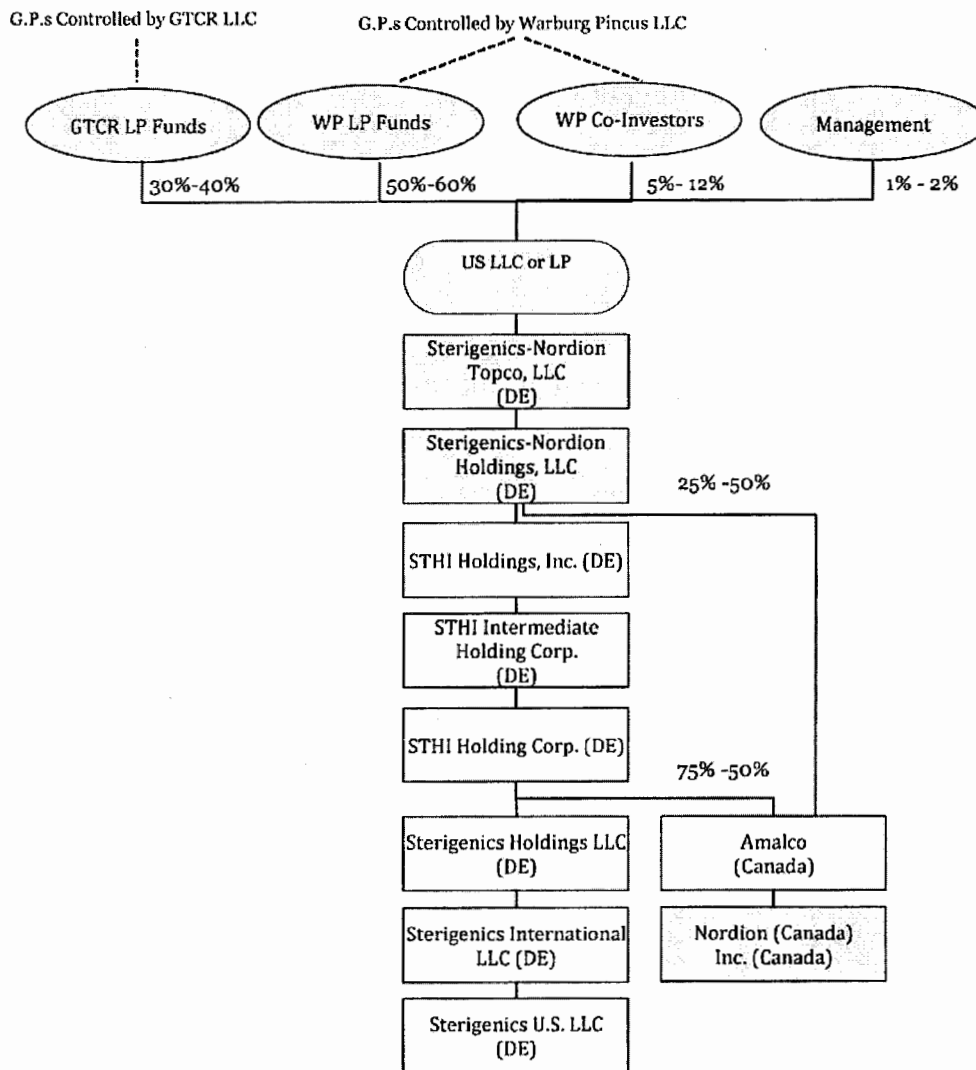 G.P.s Controlled by GTCR LLC
G.P.s Controlled by Warburg Pincus LLC
GTCR LP Funds
WP LP Funds
WP Co-Investors
Management
30%-40%
50%-60%
5%- 12%
1% - 2%
US LLC or LP
Sterigenics-Nordion
Topco, LLC
(DE)
Sterigenics-Nordion
Holdings, LLC
(DE)
25% -50%
STHI Holdings, Inc. (DE)
STHI Intermediate
Holding Corp.
(DE)
STHI Holding Corp. (DE)
75% -50%
Sterigenics Holdings LLC
(DE)
Amalco
(Canada)
Sterigenics International
LLC (DE)
Nordion (Canada)
Inc. (Canada)
Sterigenics U.S. LLC
(DE)